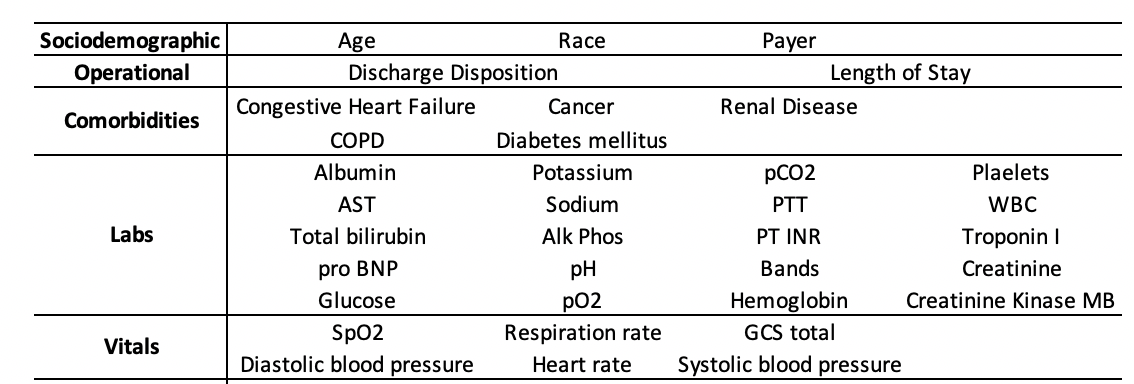 Sociodemographic Age Race Payer
Operational Discharge Disposition Length of Stay
Comorbidities Congestive Heart Failure Cancer Renal Disease
COPD Diabetes mellitus
Labs Albumin Potassium pCO2 Plaelets
AST Sodium PTT WBC
Total bilirubin Alk Phos PT INR Troponin I
pro BNP pH Bands Creatinine
Glucose pO2 Hemoglobin Creatinine Kinase MB
Vitals SpO2 Respiration rate GCS total
Diastolic blood pressure Heart rate Systolic blood pressure